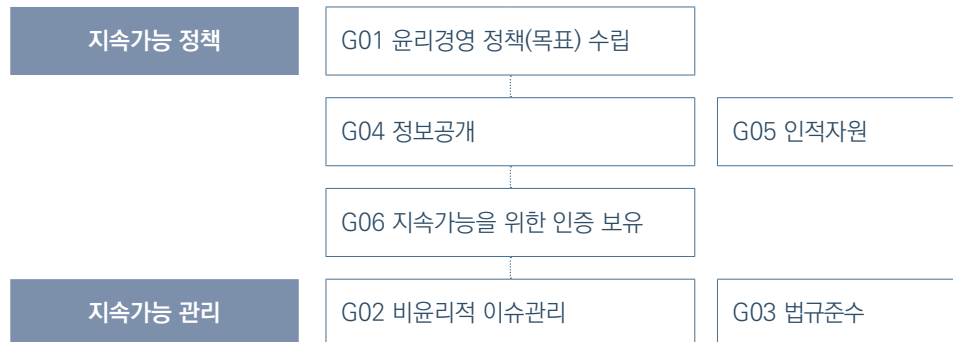 지속가능 정책
G01 윤리경영 정책(목표) 수립
G04 정보공개
G05 인적자원
G06 지속가능을 위한 인증 보유
지속가능 관리
G02 비윤리적 이슈관리
G03 법규준수